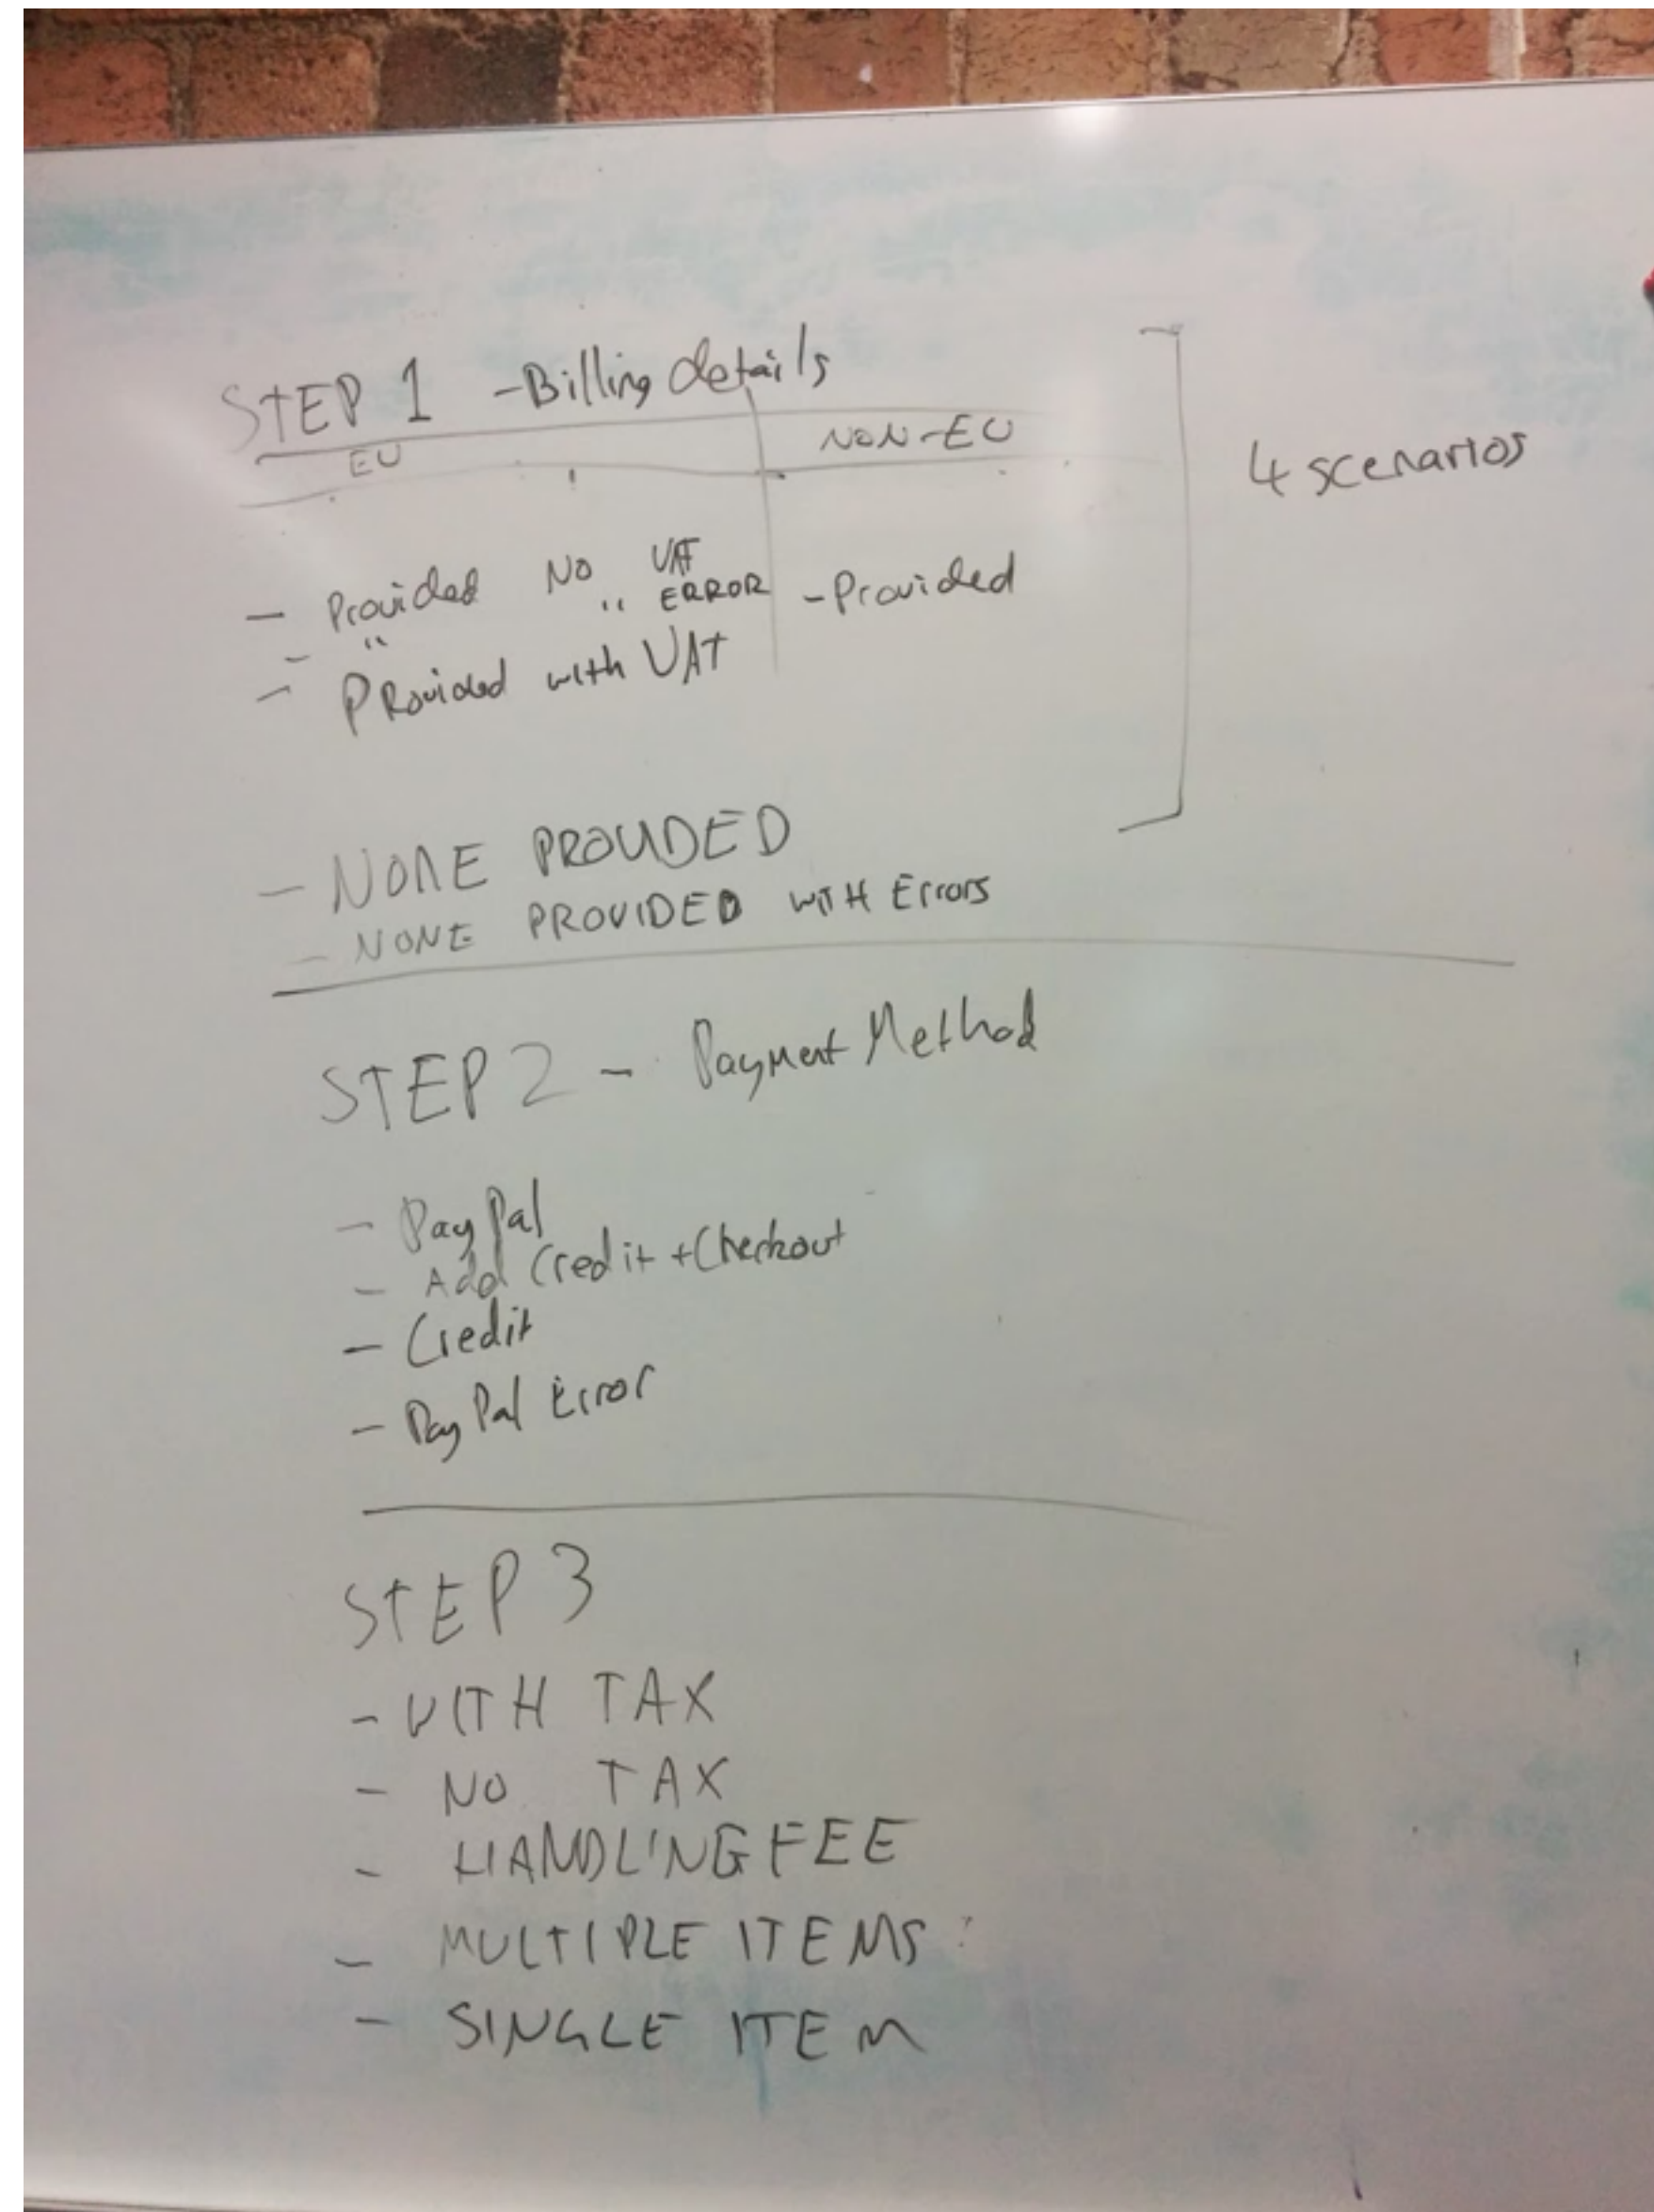 STEP 1 - Billing details
EU
NON-EU
4 scenarios
- Provided No VAT
- " " ERROR
- Provided with VAT
- Provided
- NONE PROVIDED
- NONE PROVIDED WITH Errors
STEP 2 - Payment Method
- PayPal
- Add Credit + Checkout
- Credit
- PayPal Error
STEP 3
- WITH TAX
- NO TAX
- HANDLING FEE
- MULTIPLE ITEMS
- SINGLE ITEM